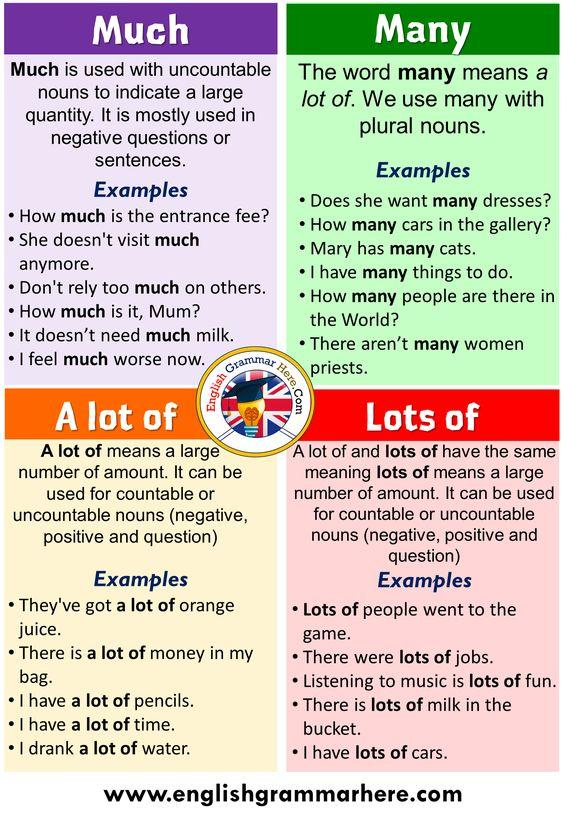 Much
Much is used with uncountable
nouns to indicate a large
quantity. It is mostly used in
negative questions or
sentences.
Examples
• How much is the entrance fee?
• She doesn't visit much
anymore.
• Don't rely too much on others.
• How much is it, Mum?
• It doesn’t need much milk.
• I feel much worse now.
Many
The word many means a
lot of. We use many with
plural nouns.
Examples
• Does she want many dresses?
• How many cars in the gallery?
• Mary has many cats.
• I have many things to do.
• How many people are there in
the World?
• There aren’t many women
priests.
English Grammar Here.Com
A lot of
A lot of means a large
number of amount. It can be
used for countable or
uncountable nouns (negative,
positive and question)
Examples
• They've got a lot of orange
juice.
• There is a lot of money in my
bag.
• I have a lot of pencils.
• I have a lot of time.
• I drank a lot of water.
Lots of
A lot of and lots of have the same
meaning lots of means a large
number of amount. It can be used
for countable or uncountable
nouns (negative, positive and
question)
Examples
• Lots of people went to the
game.
• There were lots of jobs.
• Listening to music is lots of fun.
• There is lots of milk in the
bucket.
• I have lots of cars.
www.englishgrammarhere.com